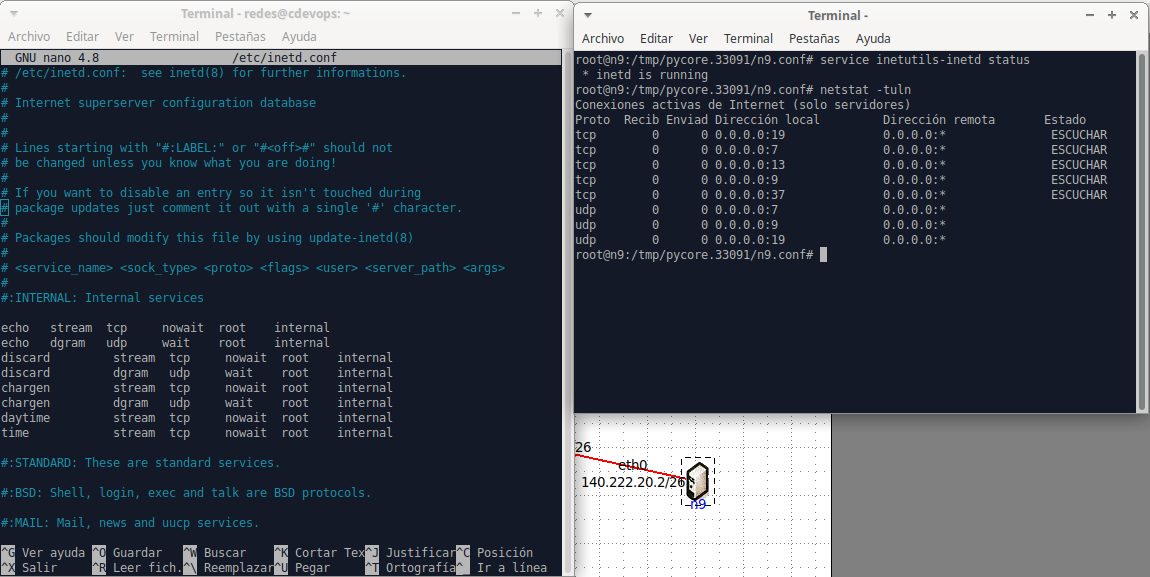 Terminal - redes@cdevops: ~
Archivo Editar Ver Terminal Pestañas Ayuda
GNU nano 4.8 /etc/inetd.conf
# /etc/inetd.conf: see inetd(8) for further informations.
#
# Internet superserver configuration database
#
#
# Lines starting with "#:LABEL:" or "#<off>#" should not
# be changed unless you know what you are doing!
#
# If you want to disable an entry so it isn't touched during
# package updates just comment it out with a single '#' character.
#
# Packages should modify this file by using update-inetd(8)
#
# <service_name> <sock_type> <proto> <flags> <user> <server_path> <args>
#
#:INTERNAL: Internal services
echo stream tcp nowait root internal
echo dgram udp wait root internal
discard stream tcp nowait root internal
discard dgram udp wait root internal
chargen stream tcp nowait root internal
chargen dgram udp wait root internal
daytime stream tcp nowait root internal
time stream tcp nowait root internal
#:STANDARD: These are standard services.
#:BSD: Shell, login, exec and talk are BSD protocols.
#:MAIL: Mail, news and uucp services.
^G Ver ayuda ^O Guardar ^W Buscar ^K Cortar Tex^J Justificar^C Posición
^X Salir ^R Leer fich.^\ Reemplazar^U Pegar ^T Ortografía^_ Ir a línea
Terminal -
Archivo Editar Ver Terminal Pestañas Ayuda
root@n9:/tmp/pycore.33091/n9.conf# service inetutils-inetd status
* inetd is running
root@n9:/tmp/pycore.33091/n9.conf# netstat -tuln
Conexiones activas de Internet (solo servidores)
Proto Recib Enviad Dirección local Dirección remota Estado
tcp 0 0 0.0.0.0:19 0.0.0.0:* ESCUCHAR
tcp 0 0 0.0.0.0:7 0.0.0.0:* ESCUCHAR
tcp 0 0 0.0.0.0:13 0.0.0.0:* ESCUCHAR
tcp 0 0 0.0.0.0:9 0.0.0.0:* ESCUCHAR
tcp 0 0 0.0.0.0:37 0.0.0.0:* ESCUCHAR
udp 0 0 0.0.0.0:7 0.0.0.0:*
udp 0 0 0.0.0.0:9 0.0.0.0:*
udp 0 0 0.0.0.0:19 0.0.0.0:*
root@n9:/tmp/pycore.33091/n9.conf#
26
eth0
140.222.20.2/26
n9